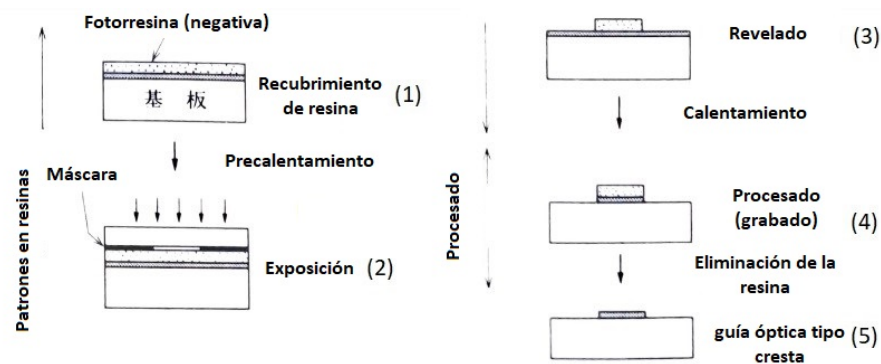 Fotorresina (negativa)
基 板
Recubrimiento
de resina
(1)
Precalentamiento
Máscara
Exposición (2)
Patrones en resinas
Revelado (3)
Calentamiento
Procesado
Procesado
(grabado)
(4)
Eliminación de la
resina
guía óptica tipo
cresta
(5)